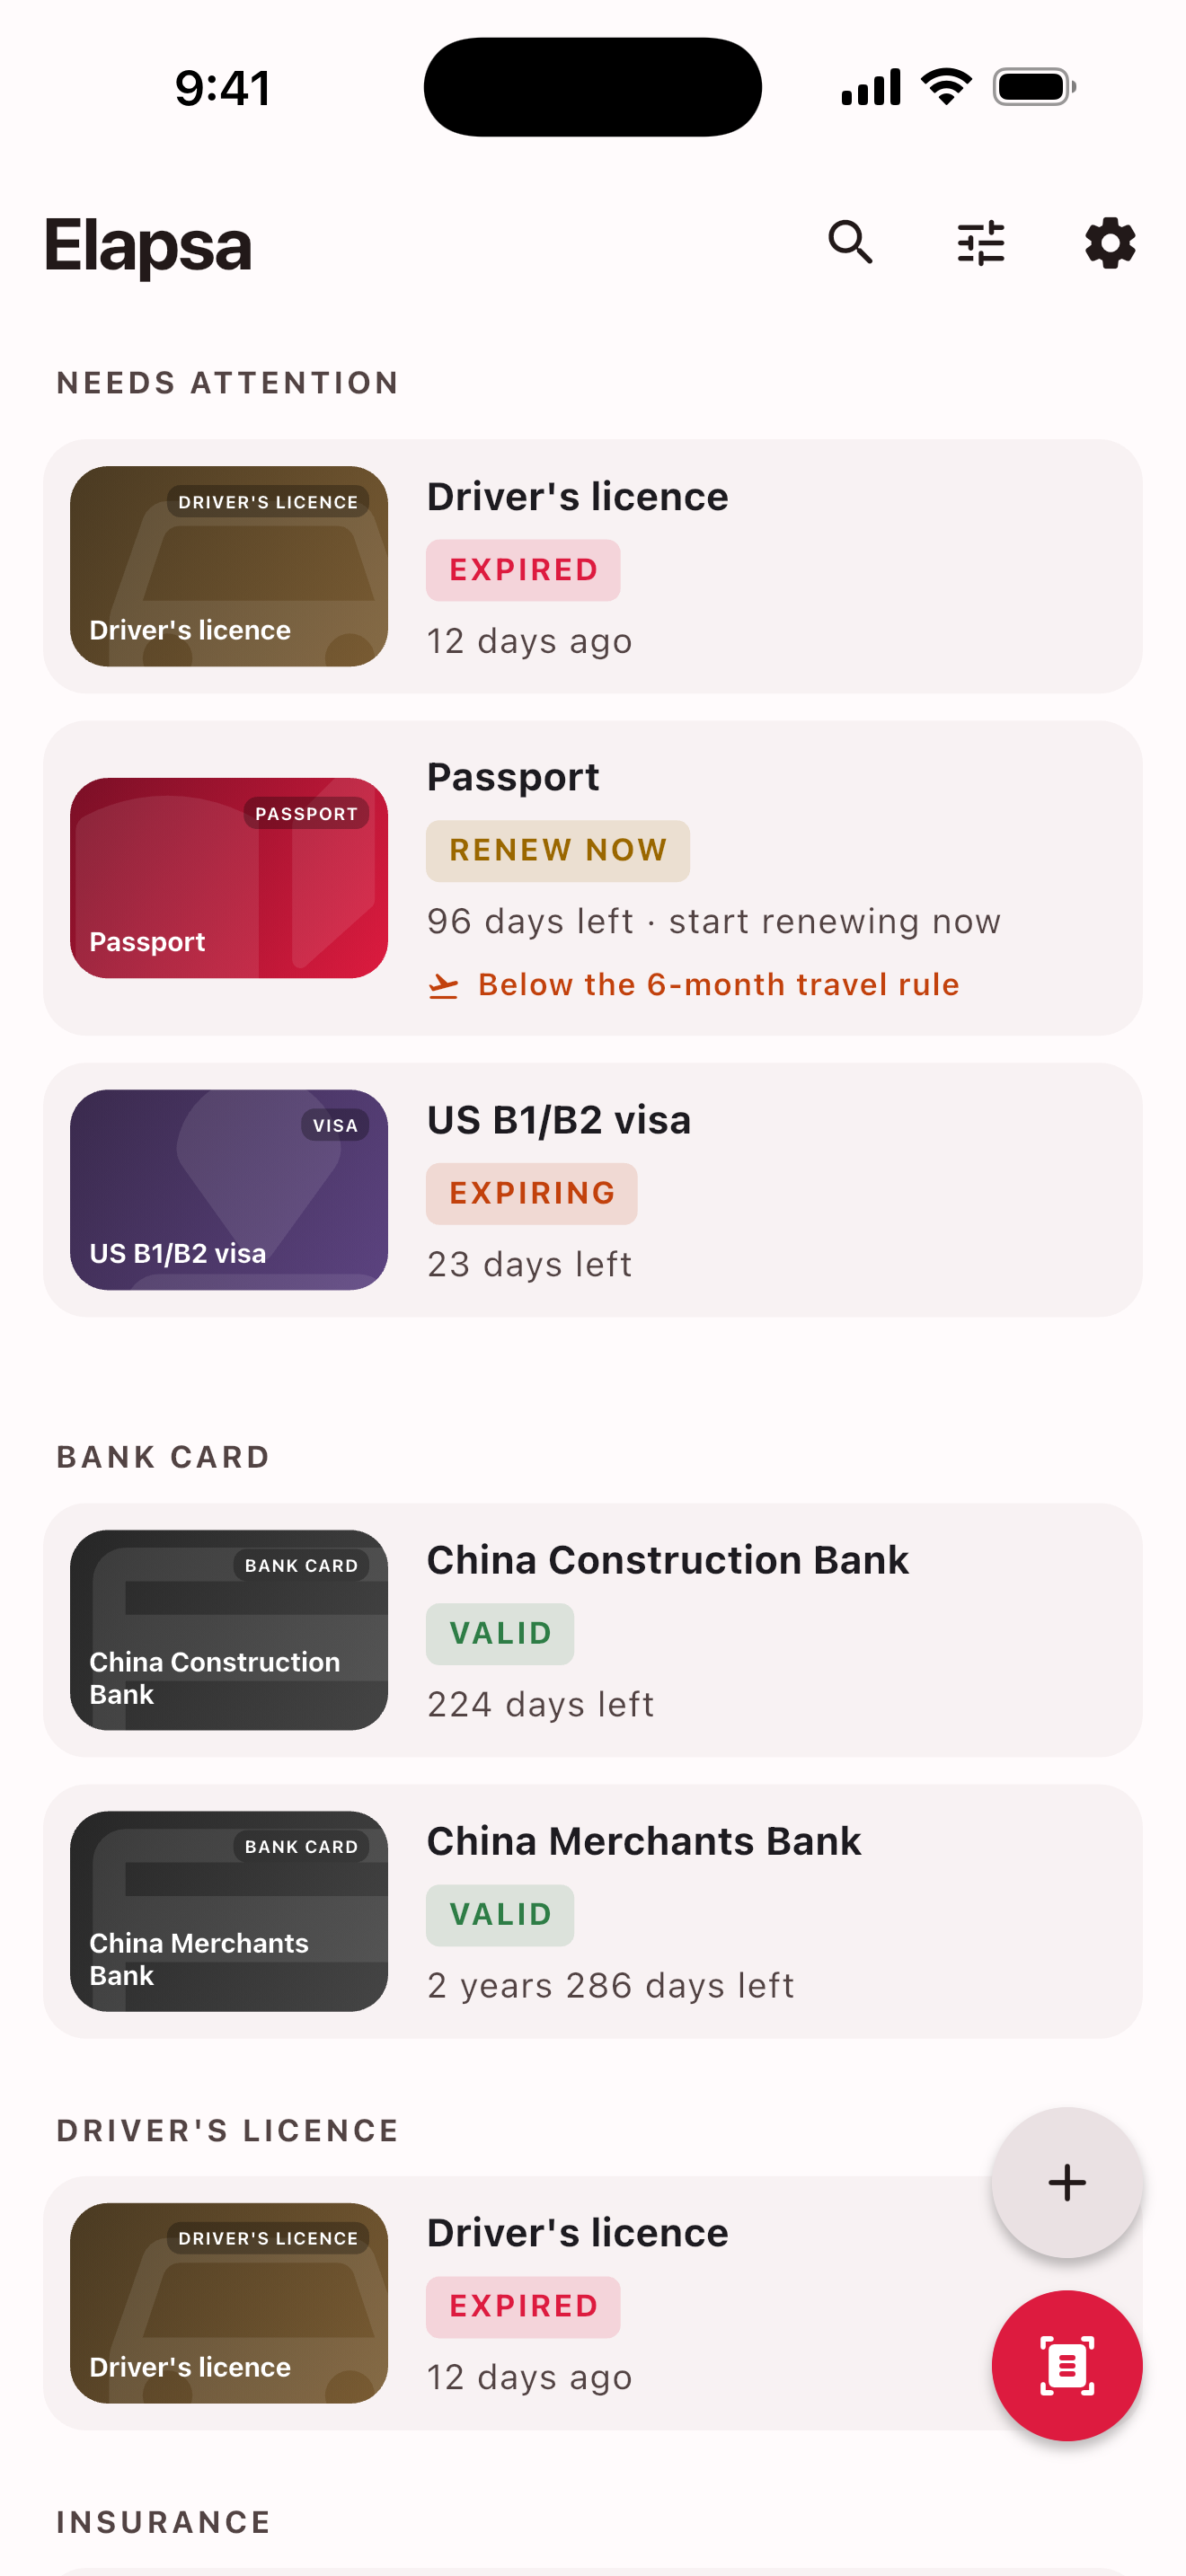 9:41
Elapsa
NEEDS ATTENTION
DRIVER'S LICENCE
Driver's licence
Driver's licence
EXPIRED
12 days ago
PASSPORT
Passport
Passport
RENEW NOW
96 days left · start renewing now
Below the 6-month travel rule
VISA
US B1/B2 visa
US B1/B2 visa
EXPIRING
23 days left
BANK CARD
BANK CARD
China Construction
Bank
China Construction Bank
VALID
224 days left
BANK CARD
China Merchants
Bank
China Merchants Bank
VALID
2 years 286 days left
DRIVER'S LICENCE
DRIVER'S LICENCE
Driver's licence
Driver's licence
EXPIRED
12 days ago
INSURANCE